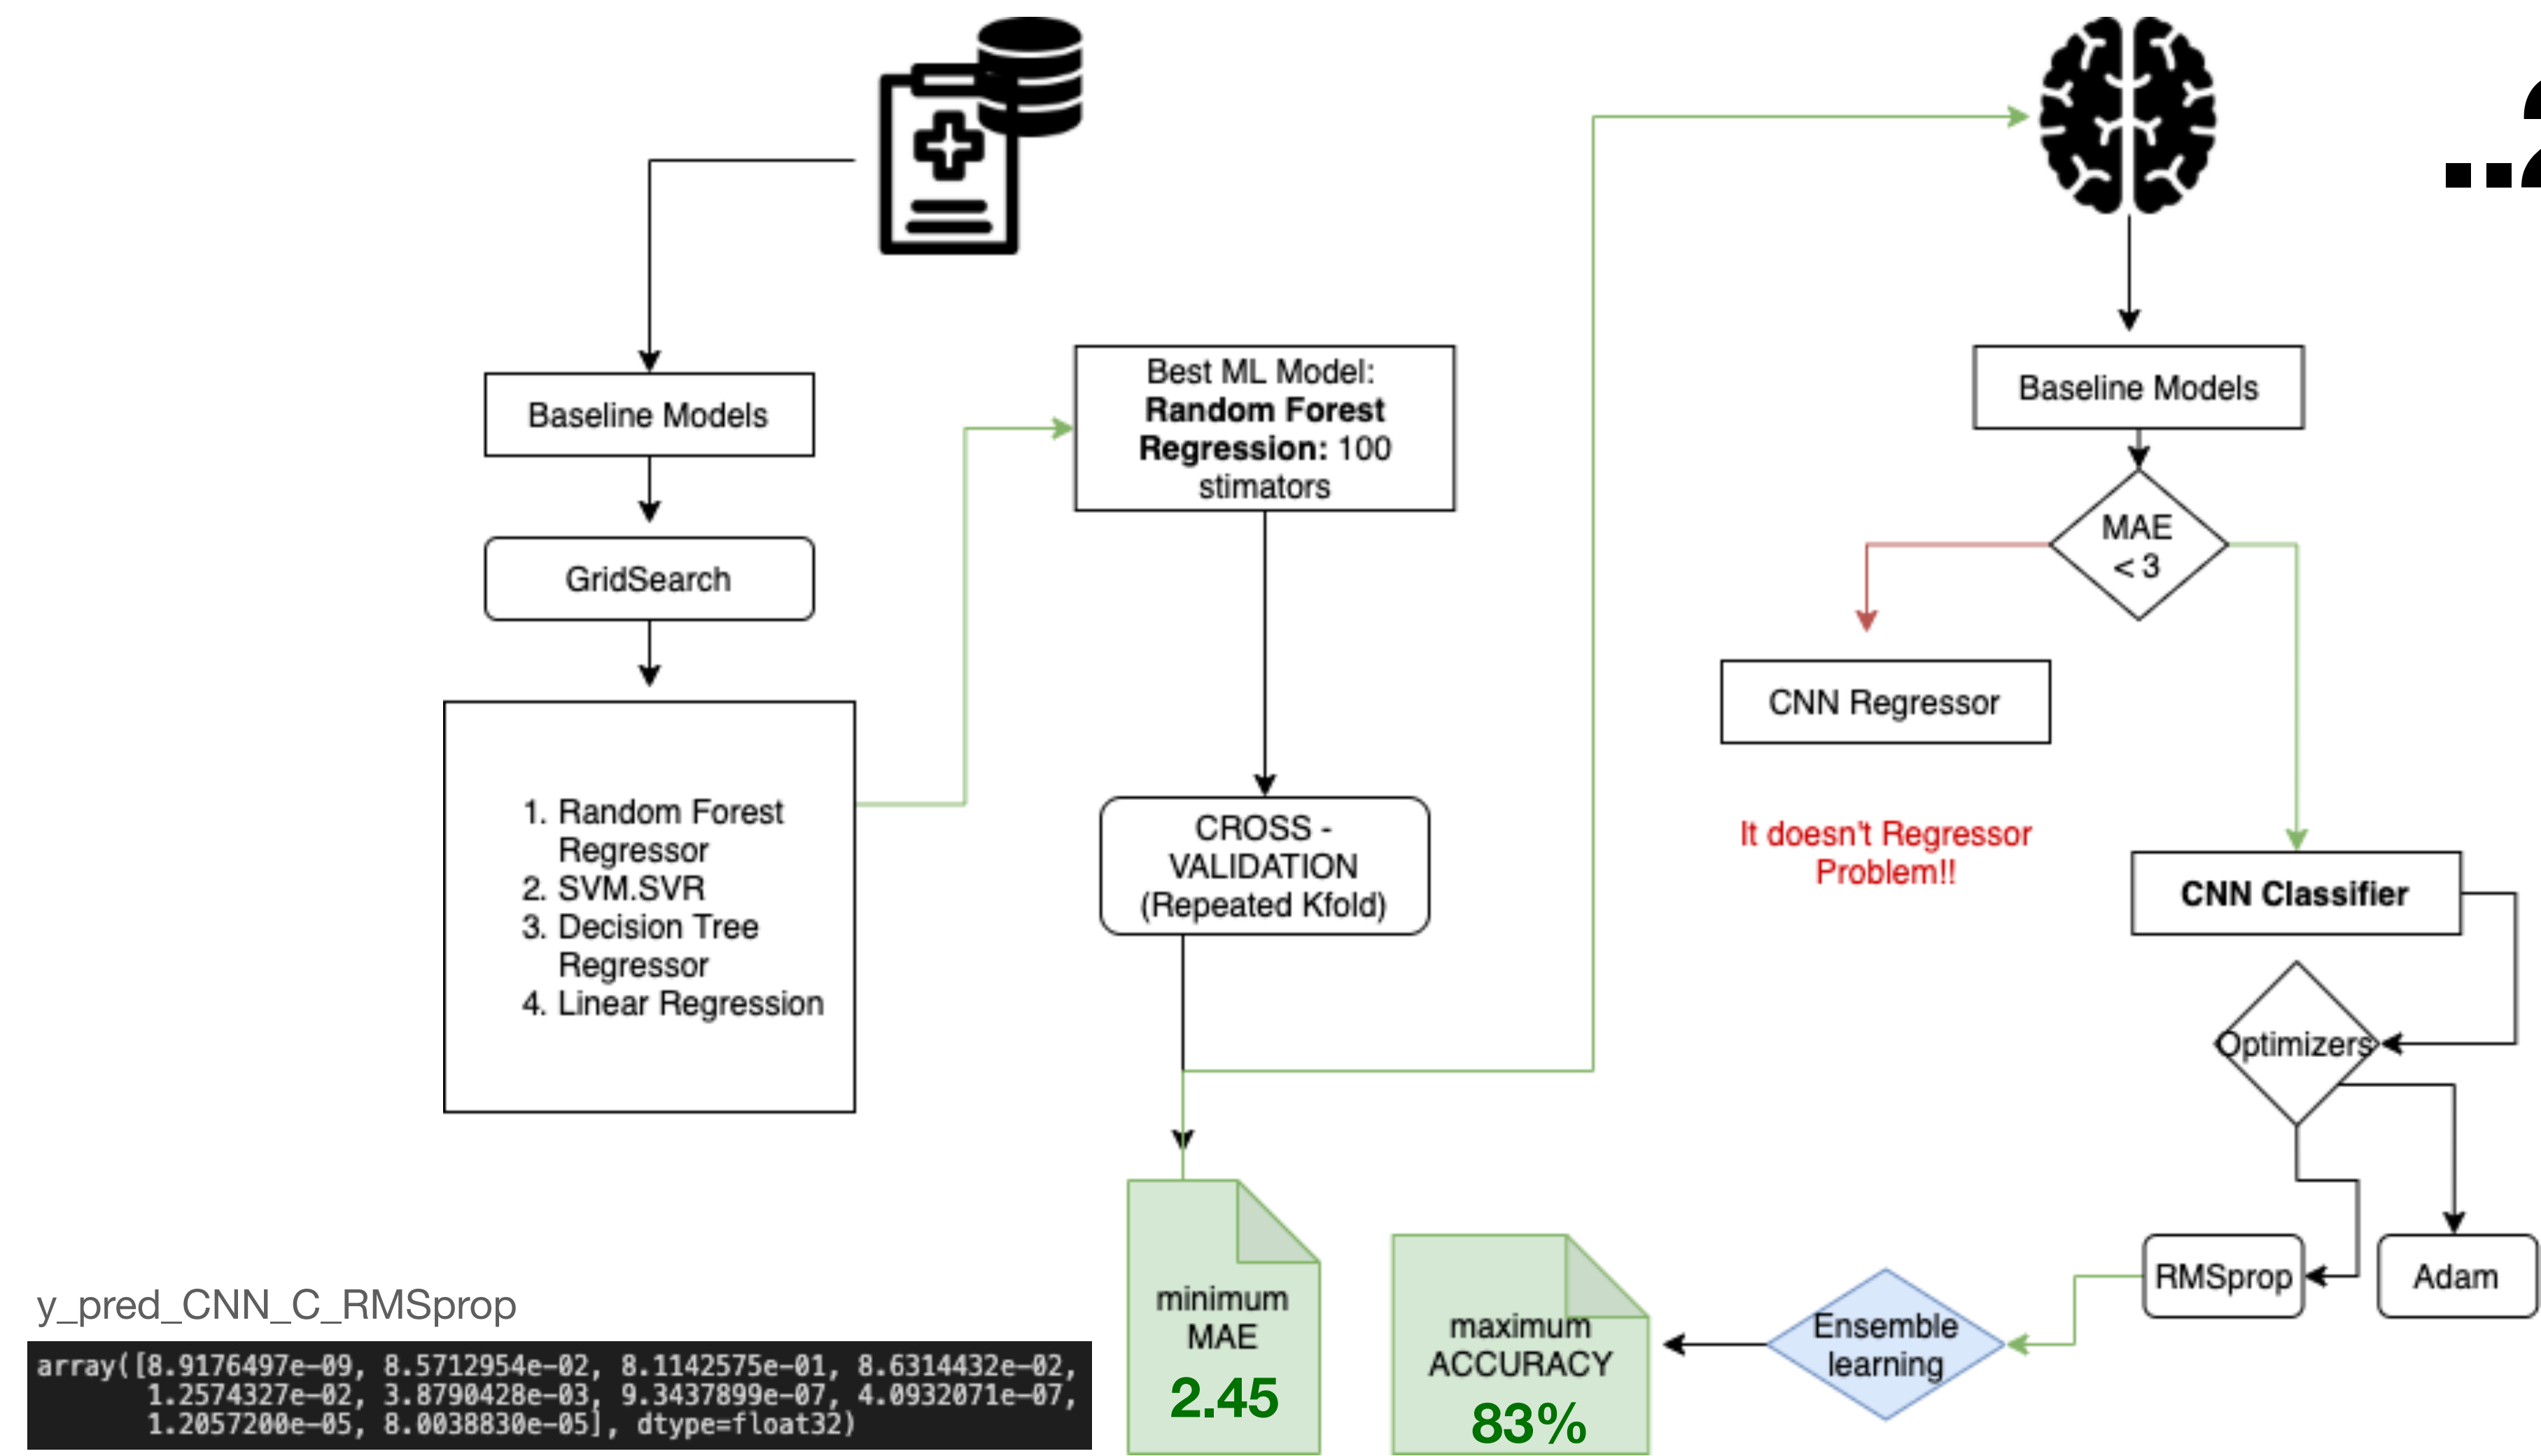 ..2
Baseline Models
GridSearch
1. Random Forest
Regressor
2. SVM.SVR
3. Decision Tree
Regressor
4. Linear Regression
Best ML Model:
Random Forest
Regression: 100
stimators
CROSS -
VALIDATION
(Repeated Kfold)
minimum
MAE
2.45
Baseline Models
MAE
< 3
CNN Regressor
It doesn't Regressor
Problem!!
CNN Classifier
Optimizers
RMSprop
Adam
Ensemble
learning
maximum
ACCURACY
83%
y_pred_CNN_C_RMSprop
array([8.9176497e-09, 8.5712954e-02, 8.1142575e-01, 8.6314432e-02,
1.2574327e-02, 3.8790428e-03, 9.3437899e-07, 4.0932071e-07,
1.2057200e-05, 8.0038830e-05], dtype=float32)